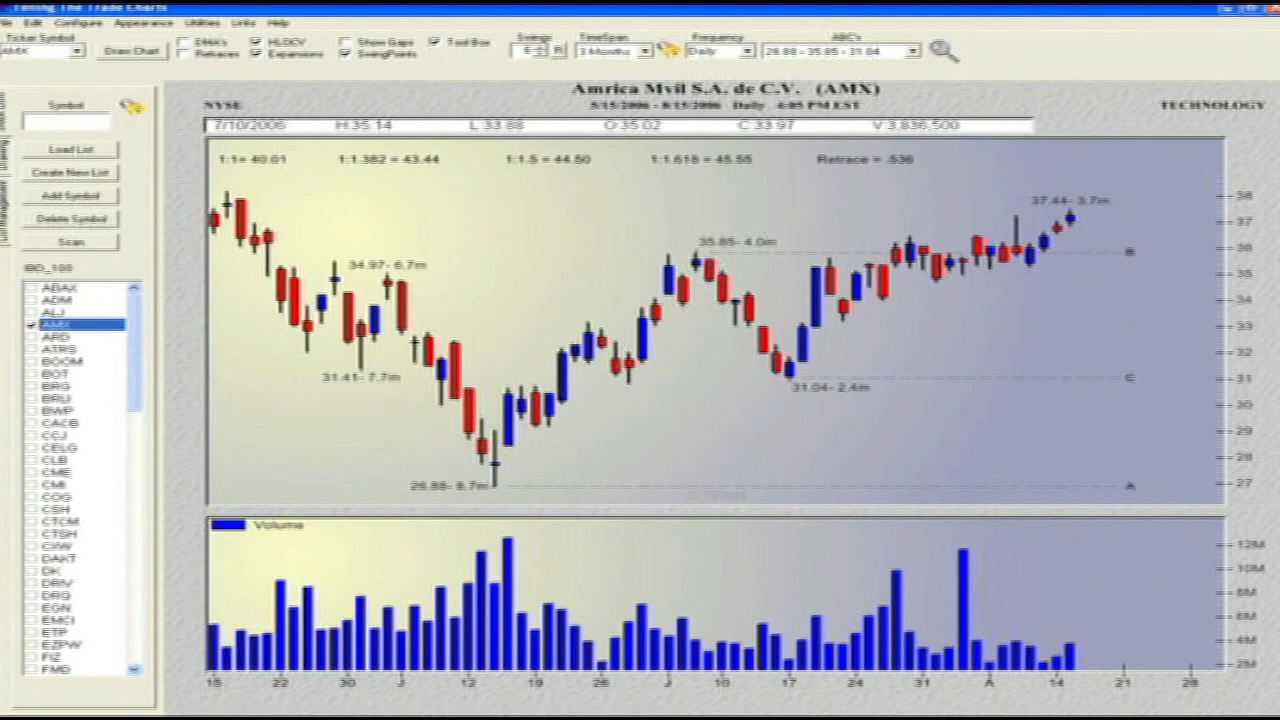 Timing The Trade Charts
Edit Configure Appearance Utilities Links Help
Ticker Symbol
AMX
Draw Chart
DMA's HLOCV Show Gaps Tool Box
Retraces Expansions SwingPoints
Swings TimeSpan Frequency ABC's
5 R 3 Months Daily 26.88 - 35.85 - 31.04
Symbol
Load List
Create New List
Add Symbol
Delete Symbol
Scan
IBD_100
ABAX
ADM
ALJ
AMX
ARD
ATRS
BOOM
BOT
BRG
BRLI
BWP
CACB
CCJ
CELG
CLB
CME
CMI
COG
CSH
CTCM
CTSH
CXW
DAKT
DK
DRIV
DRQ
EGN
EMCI
ETP
EZPW
FIZ
FMD
Amrica Mvil S.A. de C.V. (AMX)
NYSE 5/15/2006 - 8/15/2006 Daily 4:05 PM EST TECHNOLOGY
7/10/2006 H:35.14 L:33.88 O:35.02 C:33.97 V:3,836,500
1:1= 40.01 1:1.382 = 43.44 1:1.5 = 44.50 1:1.618 = 45.55 Retrace = .536
37.44- 3.7m
35.85- 4.0m
34.97- 6.7m
31.41- 7.7m
31.04- 2.4m
26.88- 8.7m
B
C
A
38
37
36
35
34
33
32
31
30
29
28
27
Volume
12M
10M
8M
6M
4M
2M
15 22 30 J 12 19 26 J 10 17 24 31 A 14 21 28